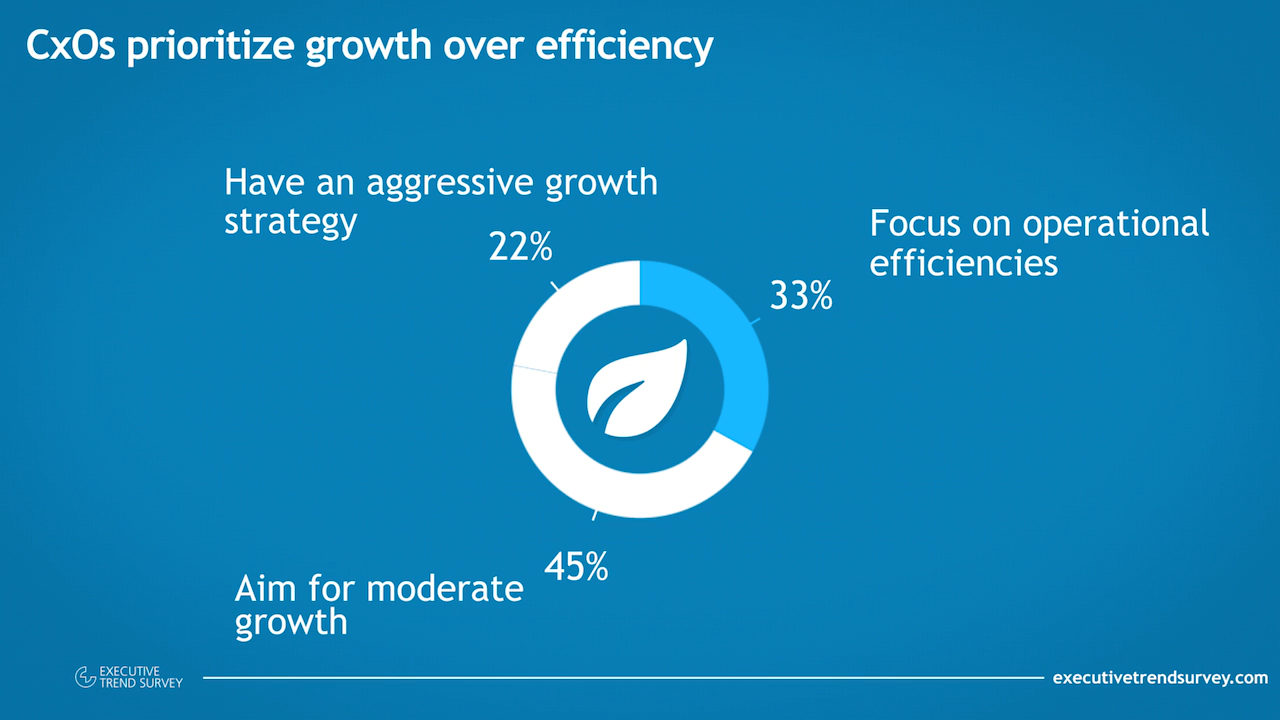 CxOs prioritize growth over efficiency
Have an aggressive growth
strategy
22%
Focus on operational
efficiencies
33%
45%
Aim for moderate
growth
EXECUTIVE
TREND SURVEY
executivetrendsurvey.com